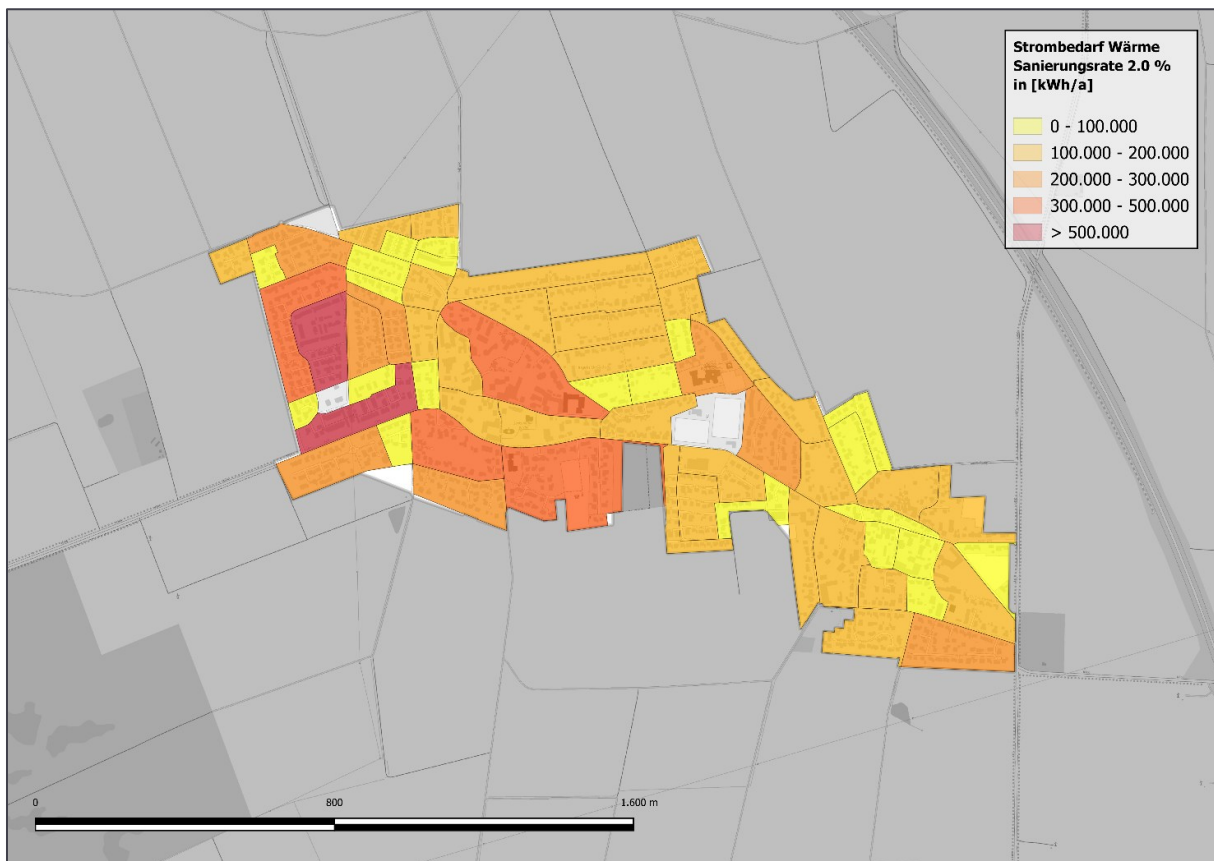 Strombedarf Wärme
Sanierungsrate 2.0 %
in [kWh/a]
0 - 100.000
100.000 - 200.000
200.000 - 300.000
300.000 - 500.000
> 500.000
0 800 1.600 m